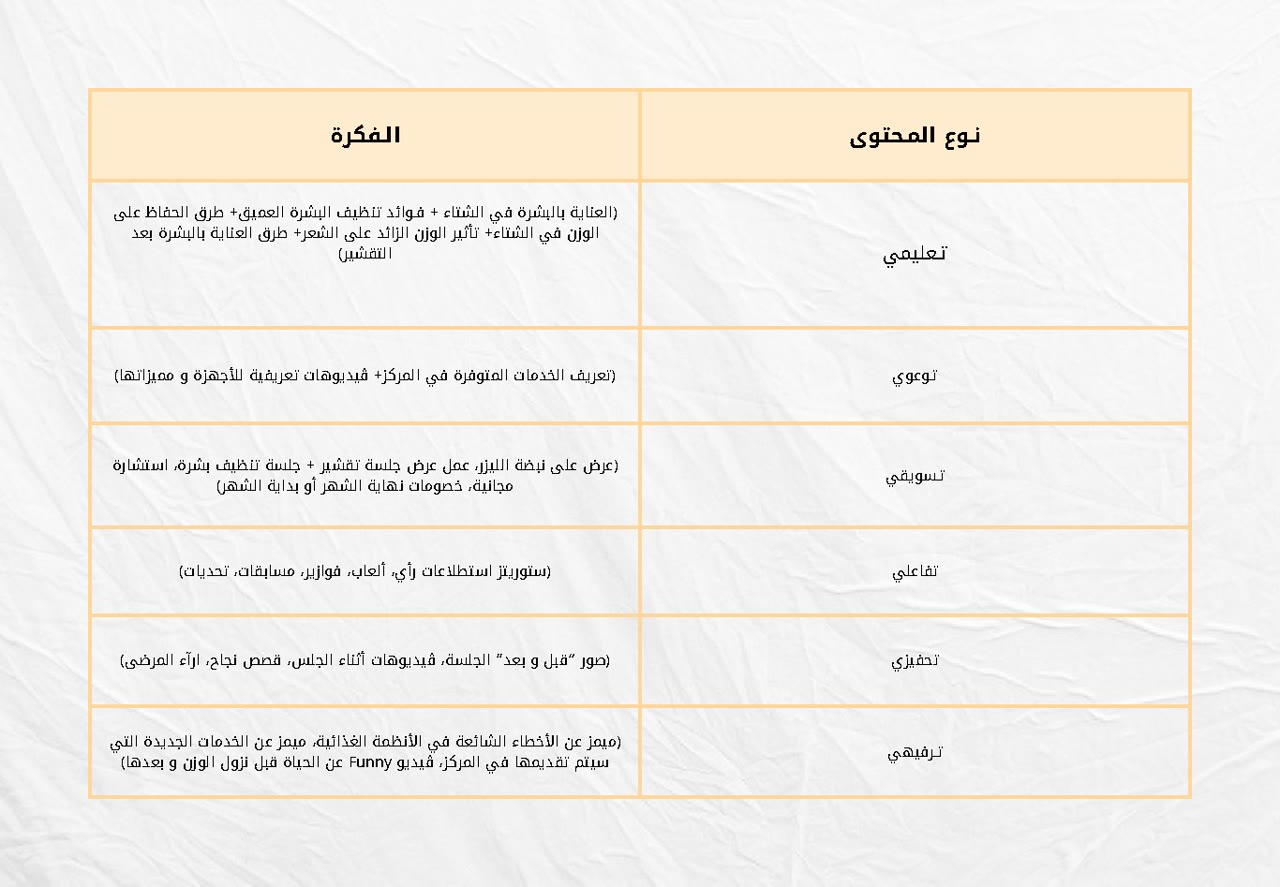 نوع المحتوى
الفكرة
تعليمي
(العناية بالبشرة في الشتاء + فوائد تنظيف البشرة العميق+ طرق الحفاظ على
الوزن في الشتاء+ تأثير الوزن الزائد على الشعر+ طرق العناية بالبشرة بعد
التقشير)
توعوي
(تعريف الخدمات المتوفرة في المركز+ ڤيديوهات تعريفية للأجهزة و مميزاتها)
تسويقي
(عرض على نبضة الليزر، عمل عرض جلسة تقشير + جلسة تنظيف بشرة، استشارة
مجانية، خصومات نهاية الشهر أو بداية الشهر)
تفاعلي
(ستوريتز استطلاعات رأي، ألعاب، فوازير، مسابقات، تحديات)
تحفيزي
(صور “قبل و بعد” الجلسة، ڤيديوهات أثناء الجلس، قصص نجاح، ارآء المرضى)
ترفيهي
(ميمز عن الأخطاء الشائعة في الأنظمة الغذائية، ميمز عن الخدمات الجديدة التي
سيتم تقديمها في المركز، ڤيديو Funny عن الحياة قبل نزول الوزن و بعدها)